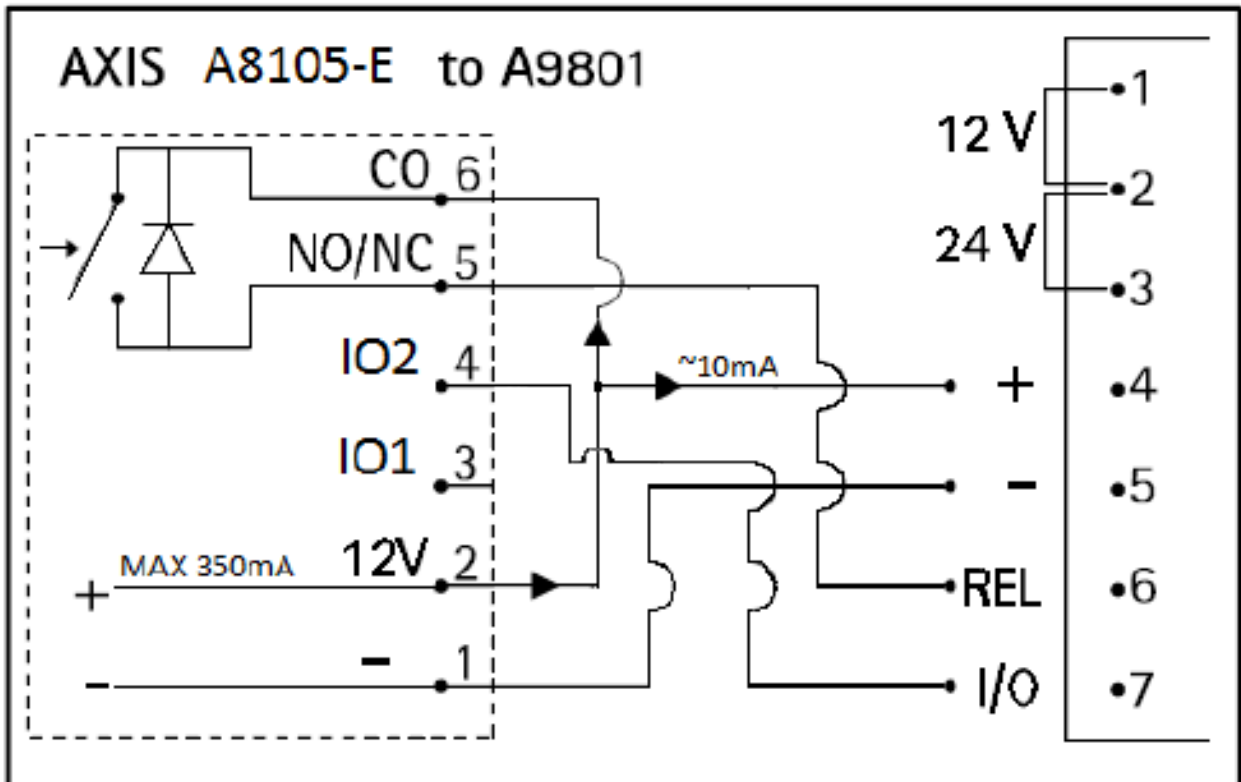 AXIS A8105-E to A9801
CO 6
NO/NC 5
IO2 4
IO1 3
MAX 350mA 12V 2
+
- - 1
~10mA
12 V
24 V
1
2
3
+ 4
- 5
REL 6
I/O 7